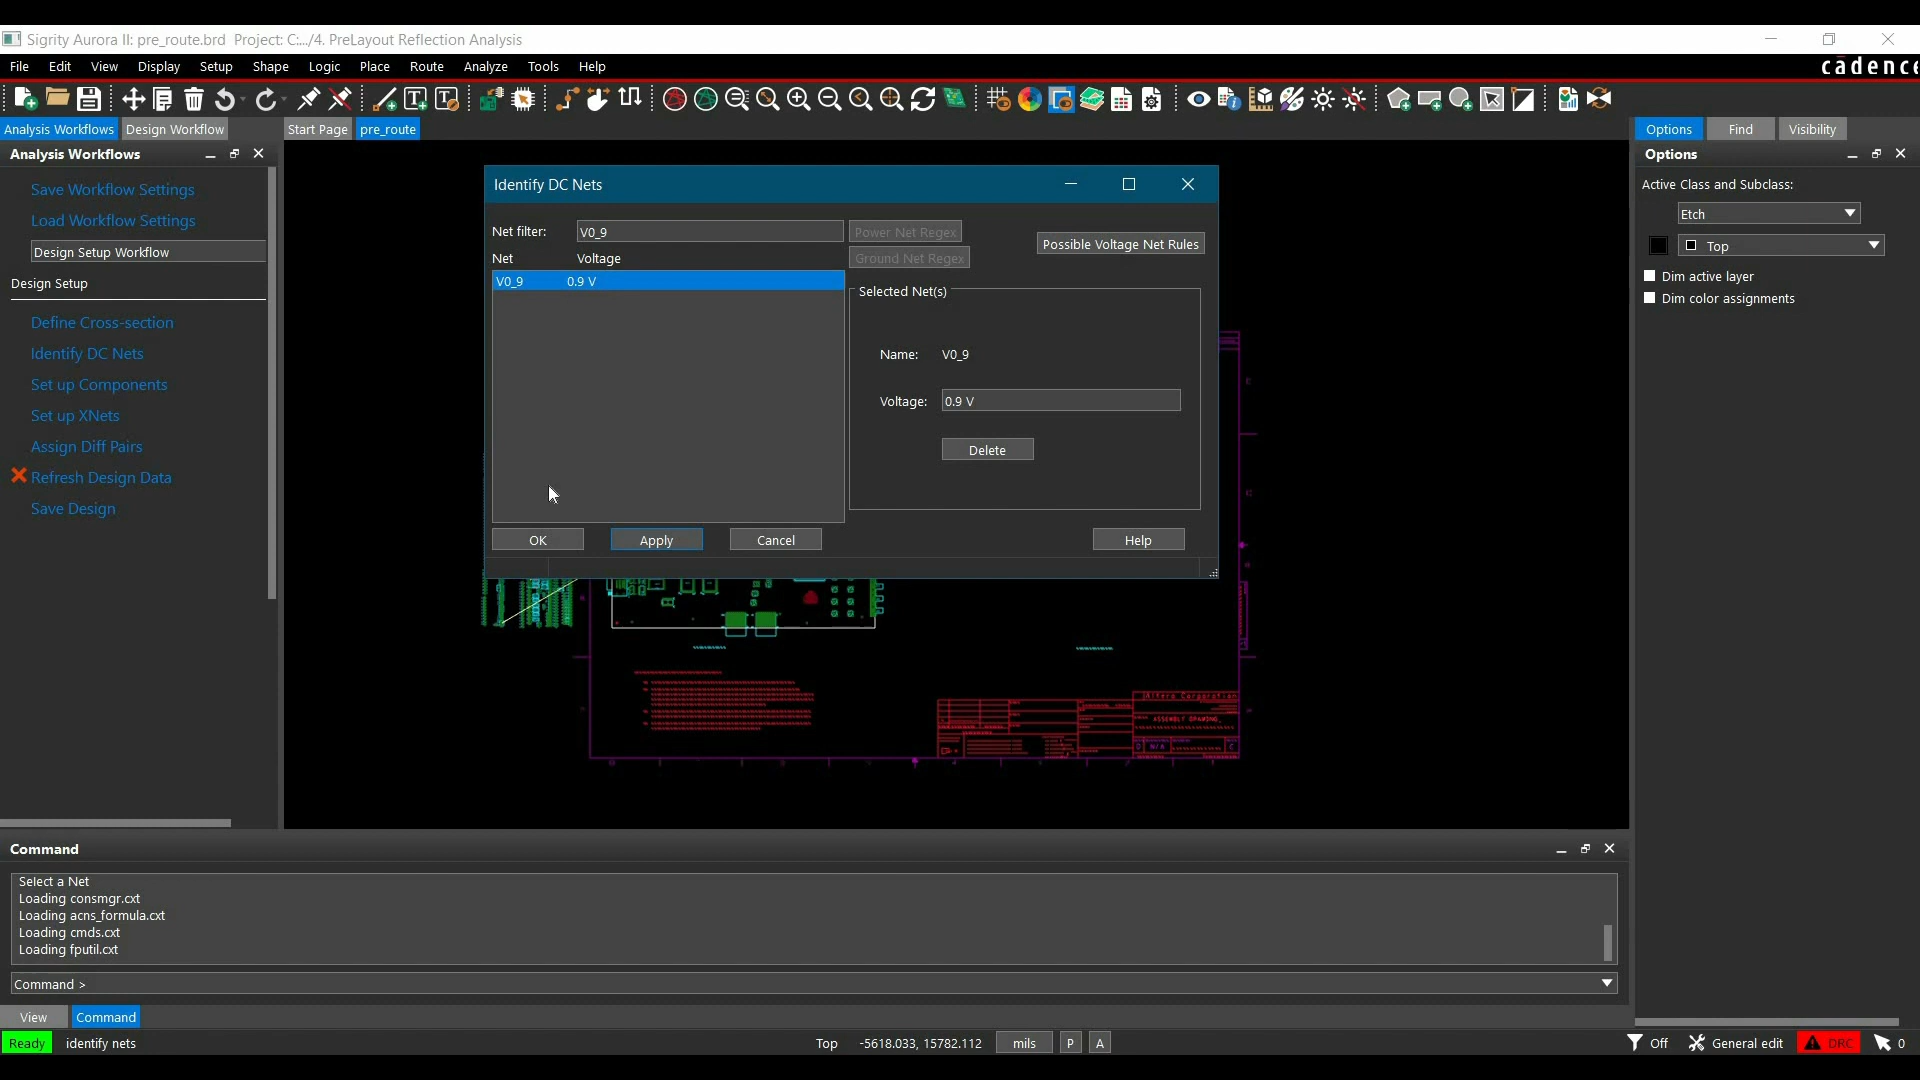 Sigrity Aurora II: pre_route.brd Project: C:.../4. PreLayout Reflection Analysis
File Edit View Display Setup Shape Logic Place Route Analyze Tools Help
cādence
Analysis Workflows Design Workflow Start Page pre_route Options Find Visibility
Analysis Workflows
Save Workflow Settings
Load Workflow Settings
Design Setup Workflow
Design Setup
Define Cross-section
Identify DC Nets
Set up Components
Set up XNets
Assign Diff Pairs
Refresh Design Data
Save Design
Identify DC Nets
Net filter: V0_9 Power Net Regex
Ground Net Regex
Possible Voltage Net Rules
Net Voltage
V0_9 0.9 V
Selected Net(s)
Name: V0_9
Voltage: 0.9 V
Delete
OK Apply Cancel Help
Altera Corporation
ASSEMBLY DRAWING,
D N/A C
Options
Active Class and Subclass:
Etch
Top
Dim active layer
Dim color assignments
Command
Select a Net
Loading consmgr.cxt
Loading acns_formula.cxt
Loading cmds.cxt
Loading fputil.cxt
Command >
View Command
Ready identify nets Top -5618.033, 15782.112 mils P A Off General edit DRC 0